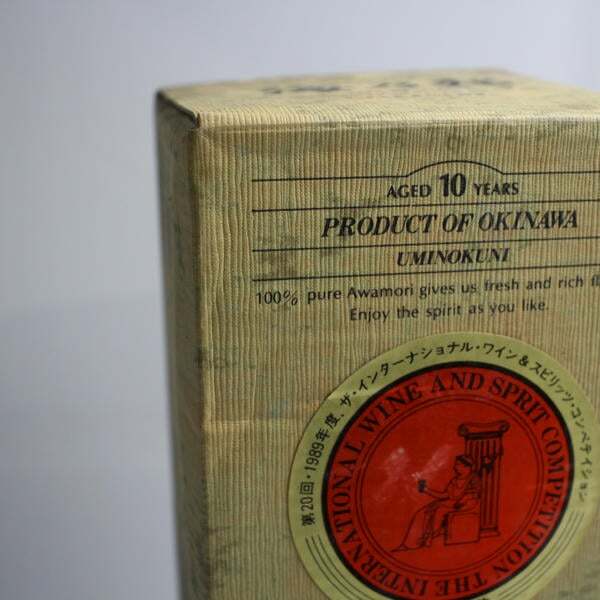 AGED 10 YEARS
PRODUCT OF OKINAWA
UMINOKUNI
100% pure Awamori gives us fresh and rich
Enjoy the spirit as you like.
第20回・1989年度、ザ・インターナショナル・ワイン&スピリッツ・コンペテイション
THE INTERNATIONAL WINE AND SPRIT COMPETITION